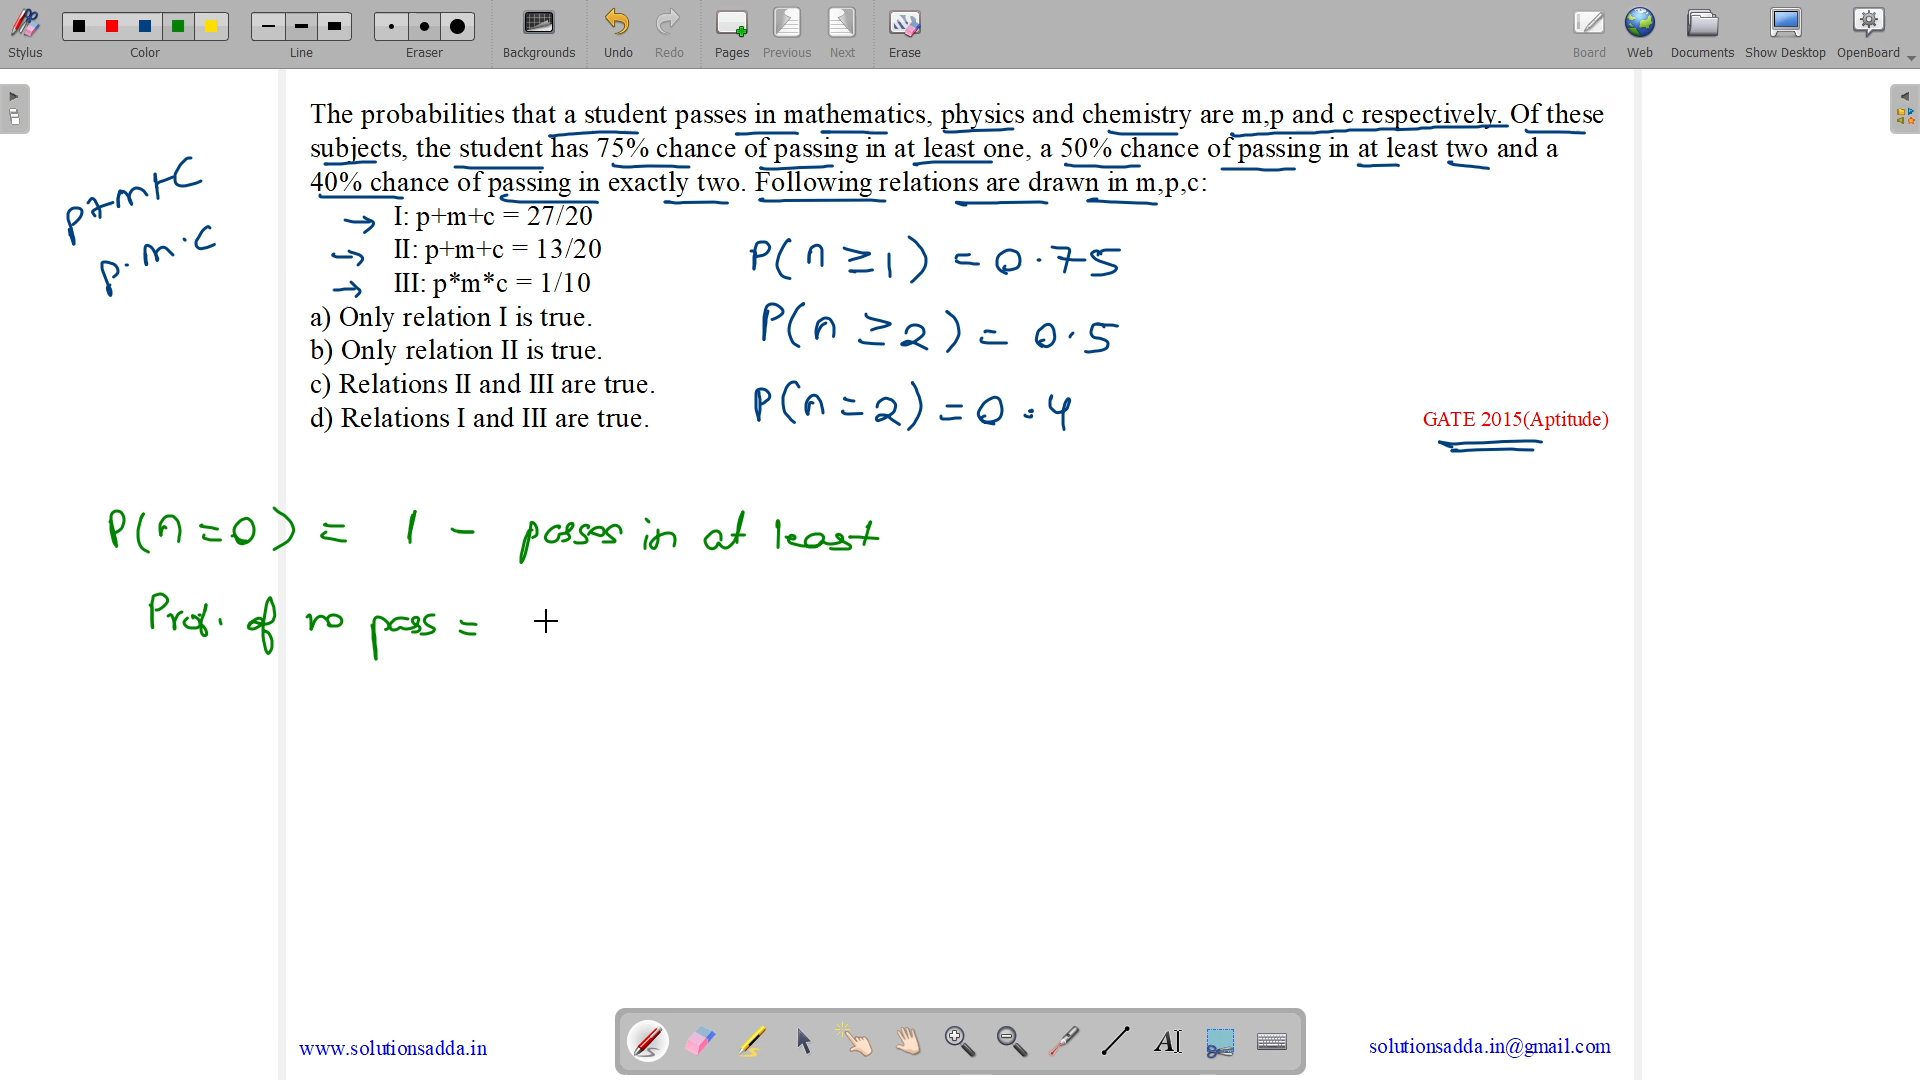 Stylus Color Line Eraser Backgrounds Undo Redo Pages Previous Next Erase Board Web Documents Show Desktop OpenBoard
The probabilities that a student passes in mathematics, physics and chemistry are m,p and c respectively. Of these
subjects, the student has 75% chance of passing in at least one, a 50% chance of passing in at least two and a
40% chance of passing in exactly two. Following relations are drawn in m,p,c:
p+m+c
p.m.c
→ I: p+m+c = 27/20
→ II: p+m+c = 13/20
→ III: p*m*c = 1/10
a) Only relation I is true.
b) Only relation II is true.
c) Relations II and III are true.
d) Relations I and III are true.
P(n ≥ 1) = 0.75
P(n ≥ 2) = 0.5
P(n = 2) = 0.4
GATE 2015(Aptitude)
P(n = 0) = 1 - passes in at least
Prob. of no pass =
www.solutionsadda.in
AI
solutionsadda.in@gmail.com